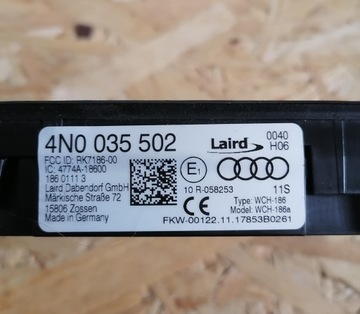 4N0 035 502
Laird
0040
H06
FCC ID: RK7186-00
IC: 4774A-18600
186 0111 3
Laird Dabendorf GmbH
Märkische Straße 72
15806 Zossen
Made in Germany
E1
10 R-058253
11S
Type: WCH-186
Model: WCH-186a
FKW-00122.11.17853B0261